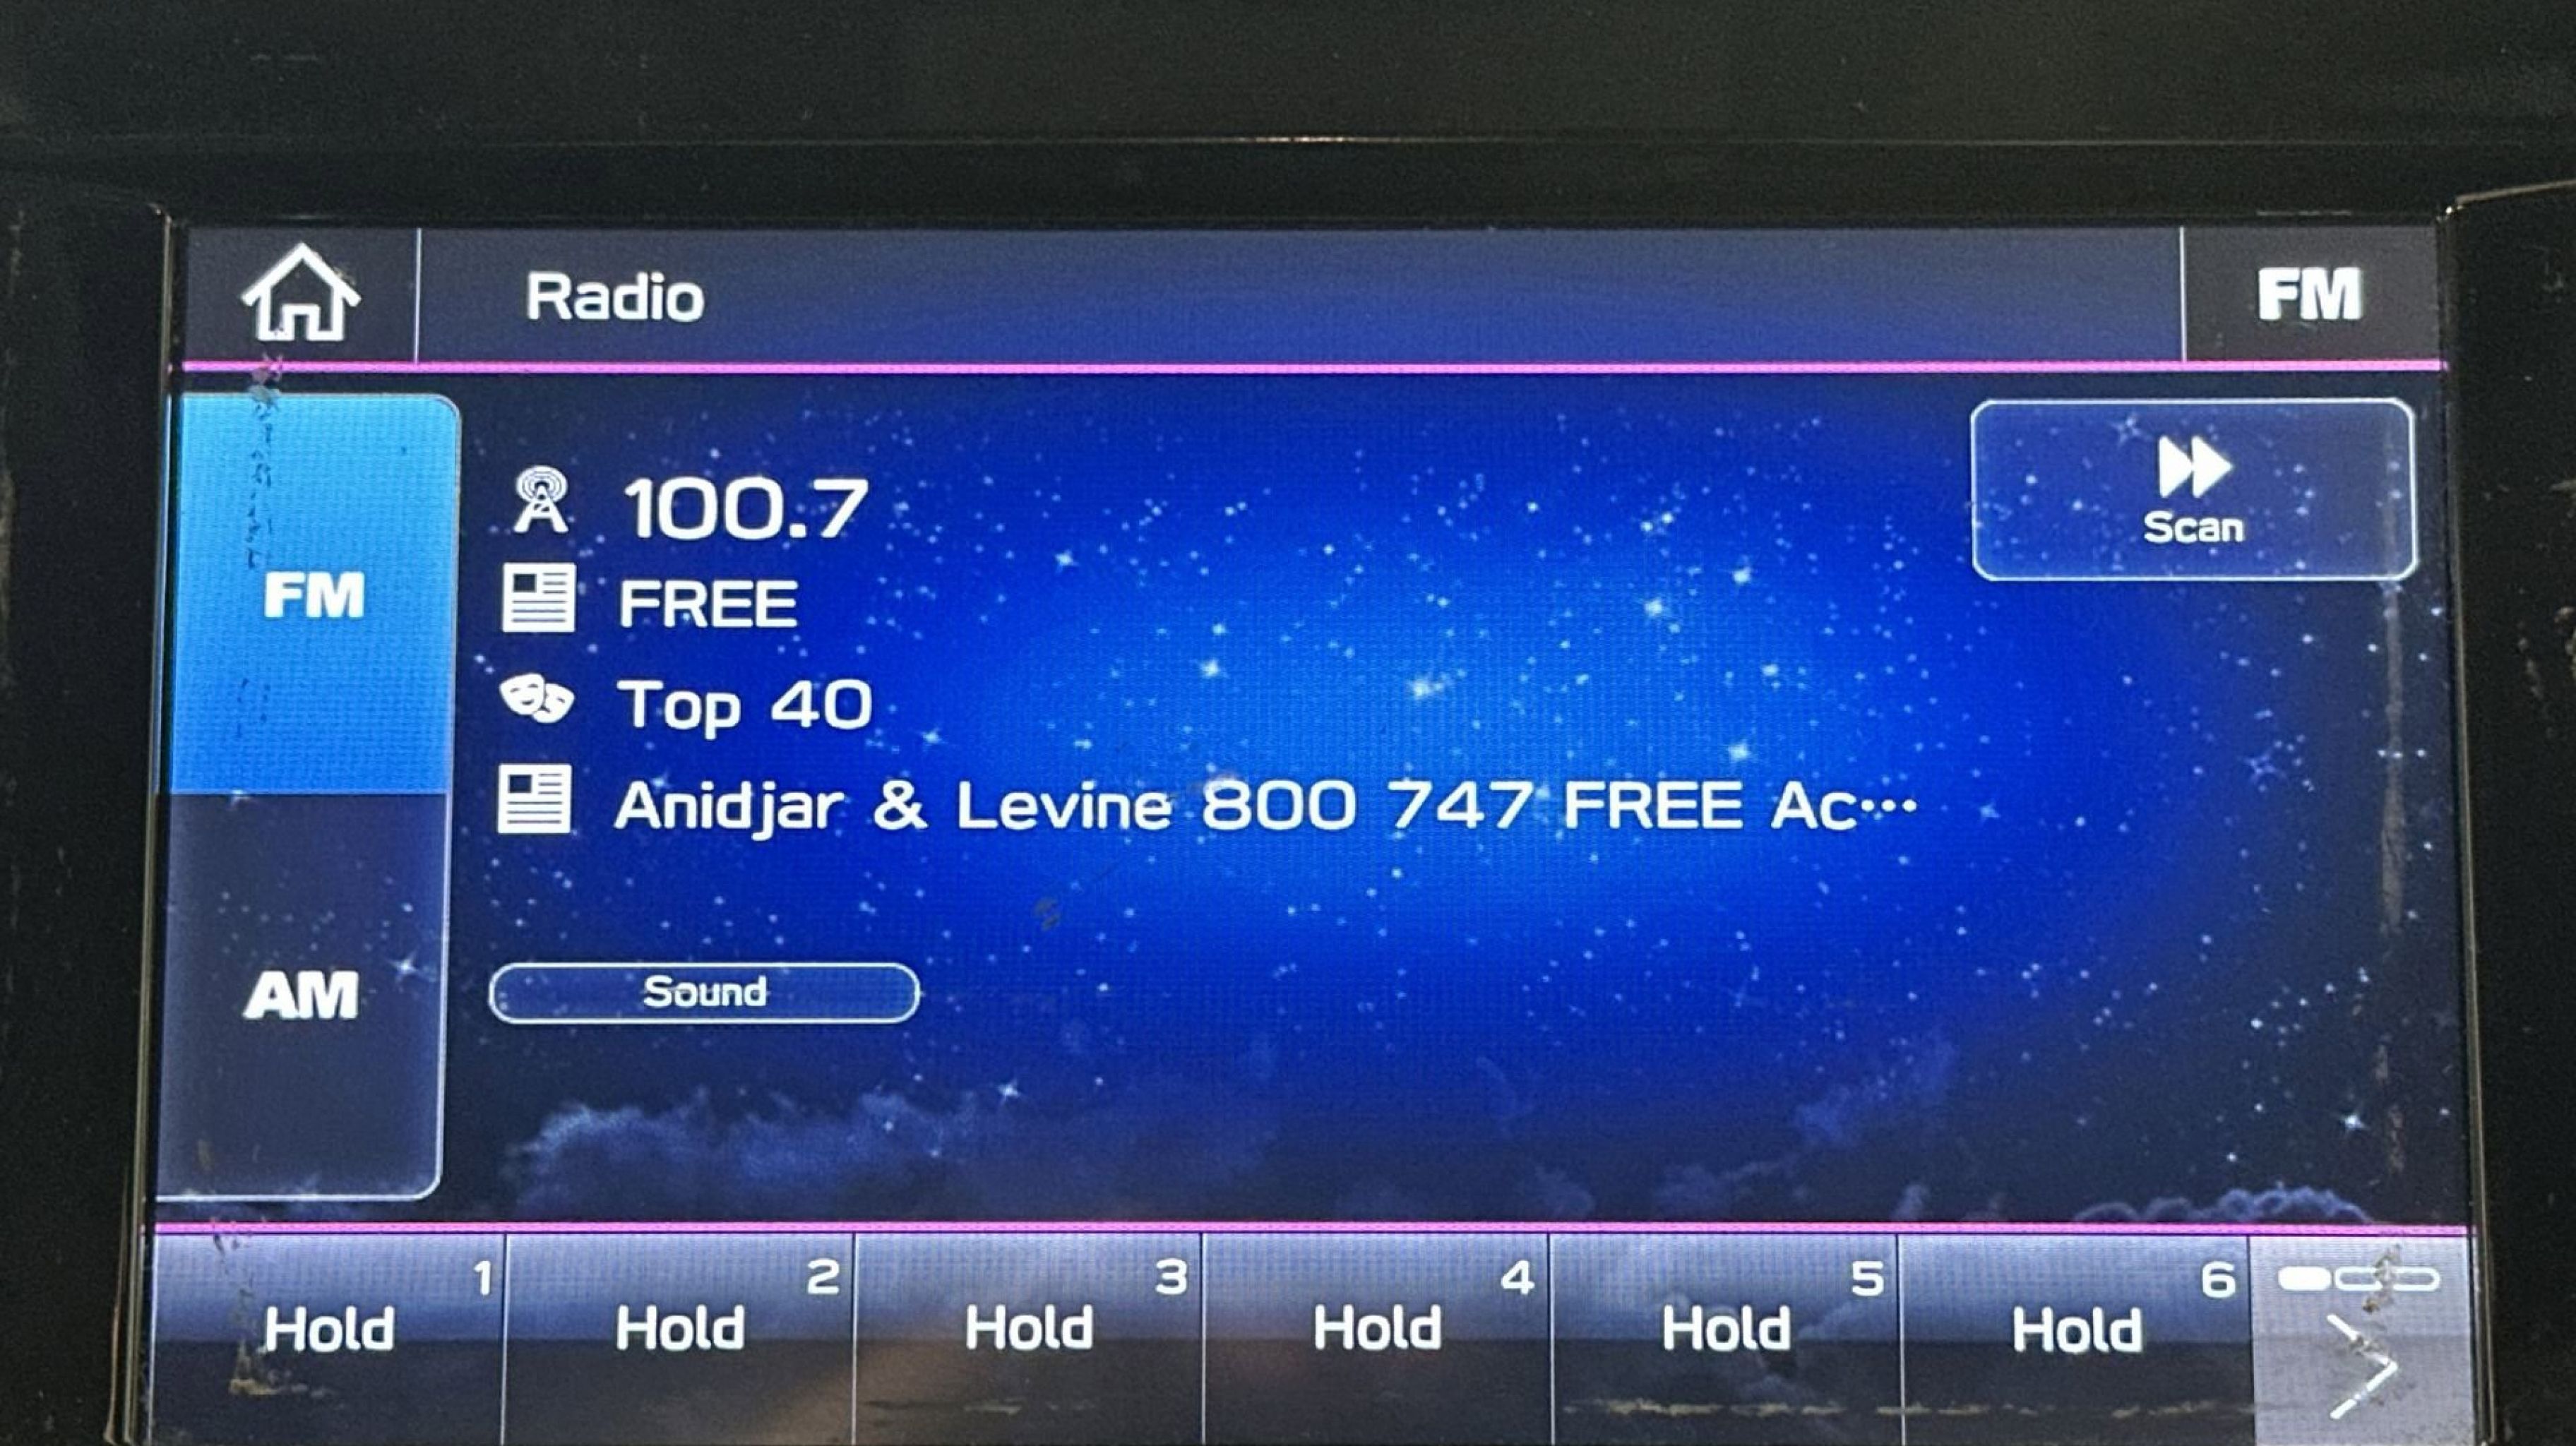 Radio
FM
100.7
Scan
FREE
FM
Top 40
Anidjar & Levine 800 747 FREE Ac···
AM
Sound
1
2
3
4
5
6
Hold
Hold
Hold
Hold
Hold
Hold